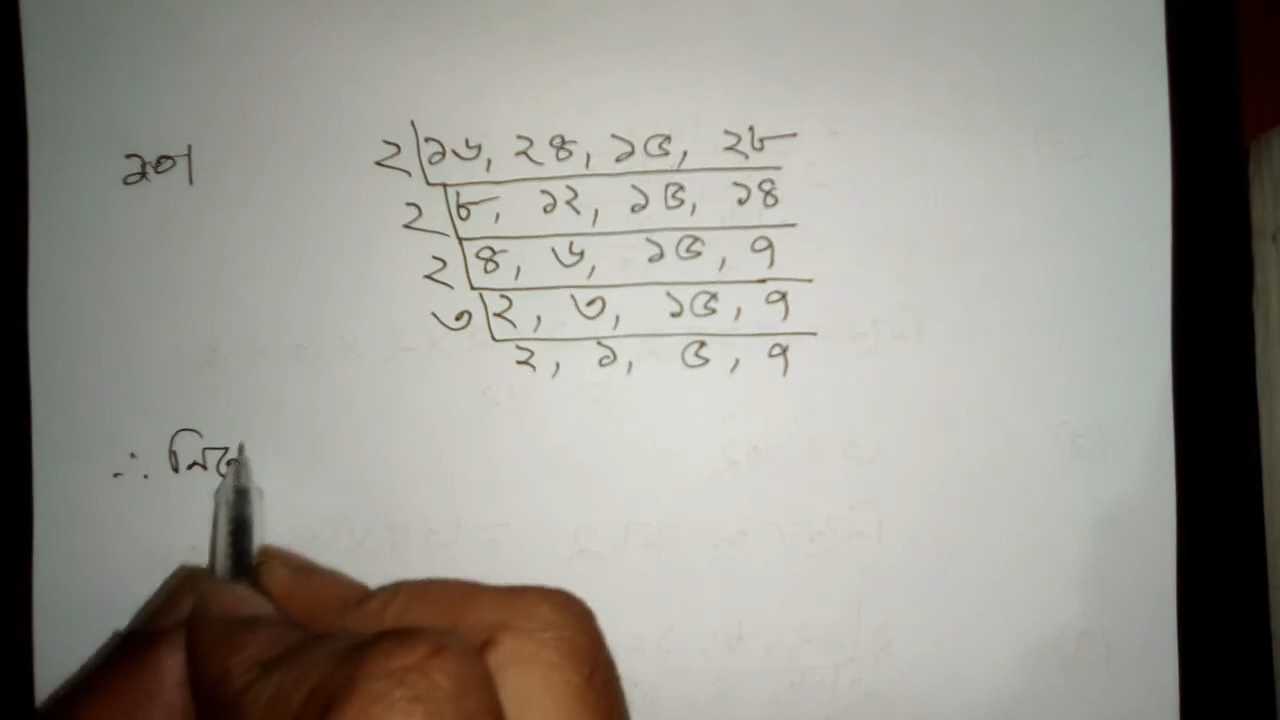 ১০।
২ | ১৬, ২৪, ১৫, ২৮
২ | ৮, ১২, ১৫, ১৪
২ | ৪, ৬, ১৫, ৭
৩ | ২, ৩, ১৫, ৭
২, ১, ৫, ৭
∴